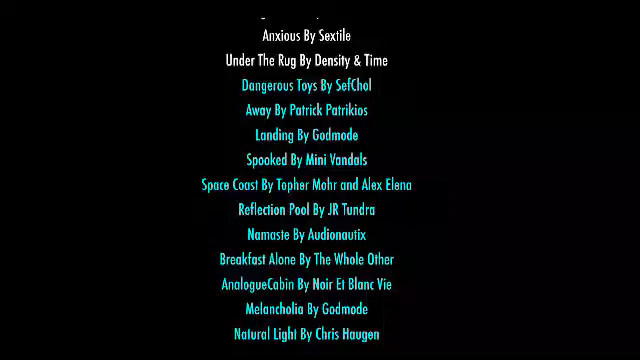 Anxious By Sextile
Under The Rug By Density & Time
Dangerous Toys By SefChol
Away By Patrick Patrikios
Landing By Godmode
Spooked By Mini Vandals
Space Coast By Topher Mohr and Alex Elena
Reflection Pool By JR Tundra
Namaste By Audionautix
Breakfast Alone By The Whole Other
AnalogueCabin By Noir Et Blanc Vie
Melancholia By Godmode
Natural Light By Chris Haugen